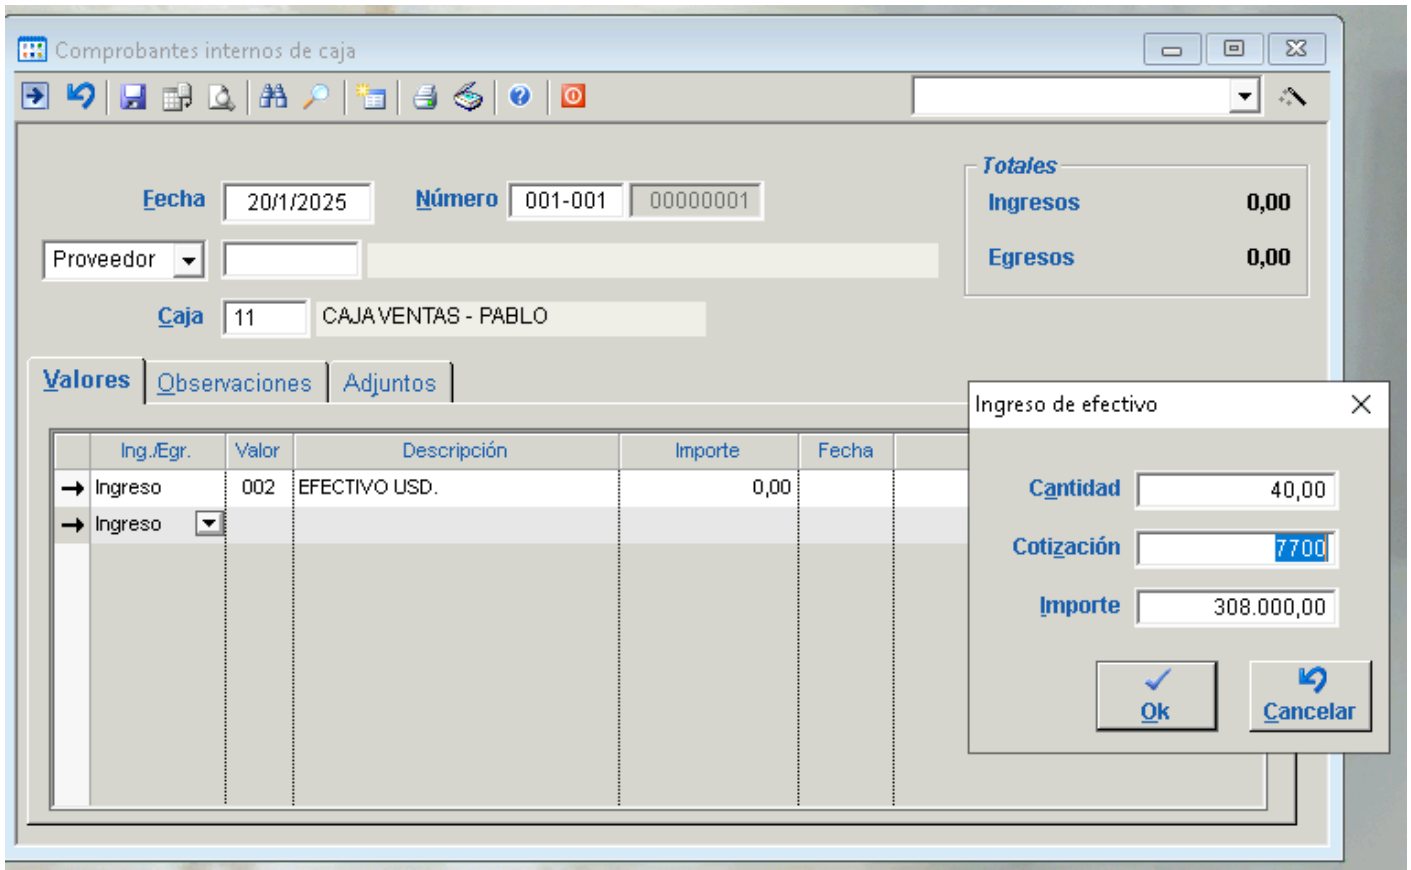 Comprobantes internos de caja
Fecha 20/1/2025 Número 001-001 00000001
Totales
Ingresos 0,00
Proveedor
Egresos 0,00
Caja 11 CAJA VENTAS - PABLO
Valores Observaciones Adjuntos
Ing./Egr. Valor Descripción Importe Fecha
Ingreso 002 EFECTIVO USD. 0,00
Ingreso
Ingreso de efectivo
Cantidad 40,00
Cotización 7700
Importe 308.000,00
Ok Cancelar